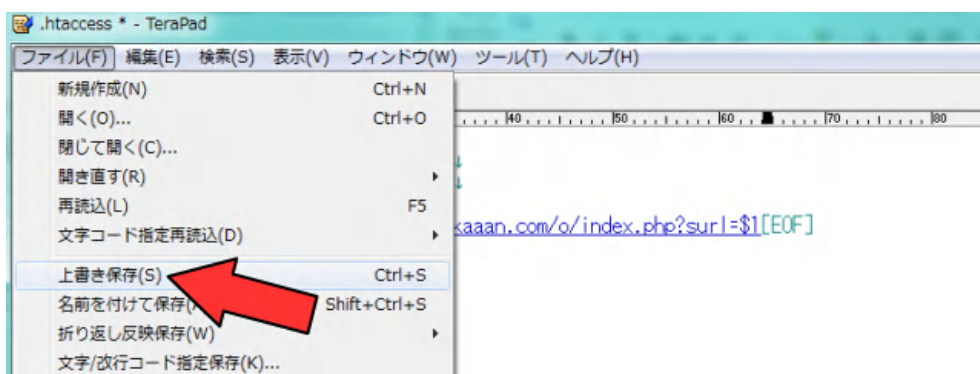 .htaccess * - TeraPad
ファイル(F) 編集(E) 検索(S) 表示(V) ウィンドウ(W) ツール(T) ヘルプ(H)
新規作成(N) Ctrl+N
開く(O)... Ctrl+O
40 50 60 70 80
閉じて開く(C)...
↓
開き直す(R)
↓
再読込(L) F5
kaaan.com/o/index.php?surl=$1[EOF]
文字コード指定再読込(D)
上書き保存(S) Ctrl+S
名前を付けて保存( Shift+Ctrl+S
折り返し反映保存(W)
文字/改行コード指定保存(K)...